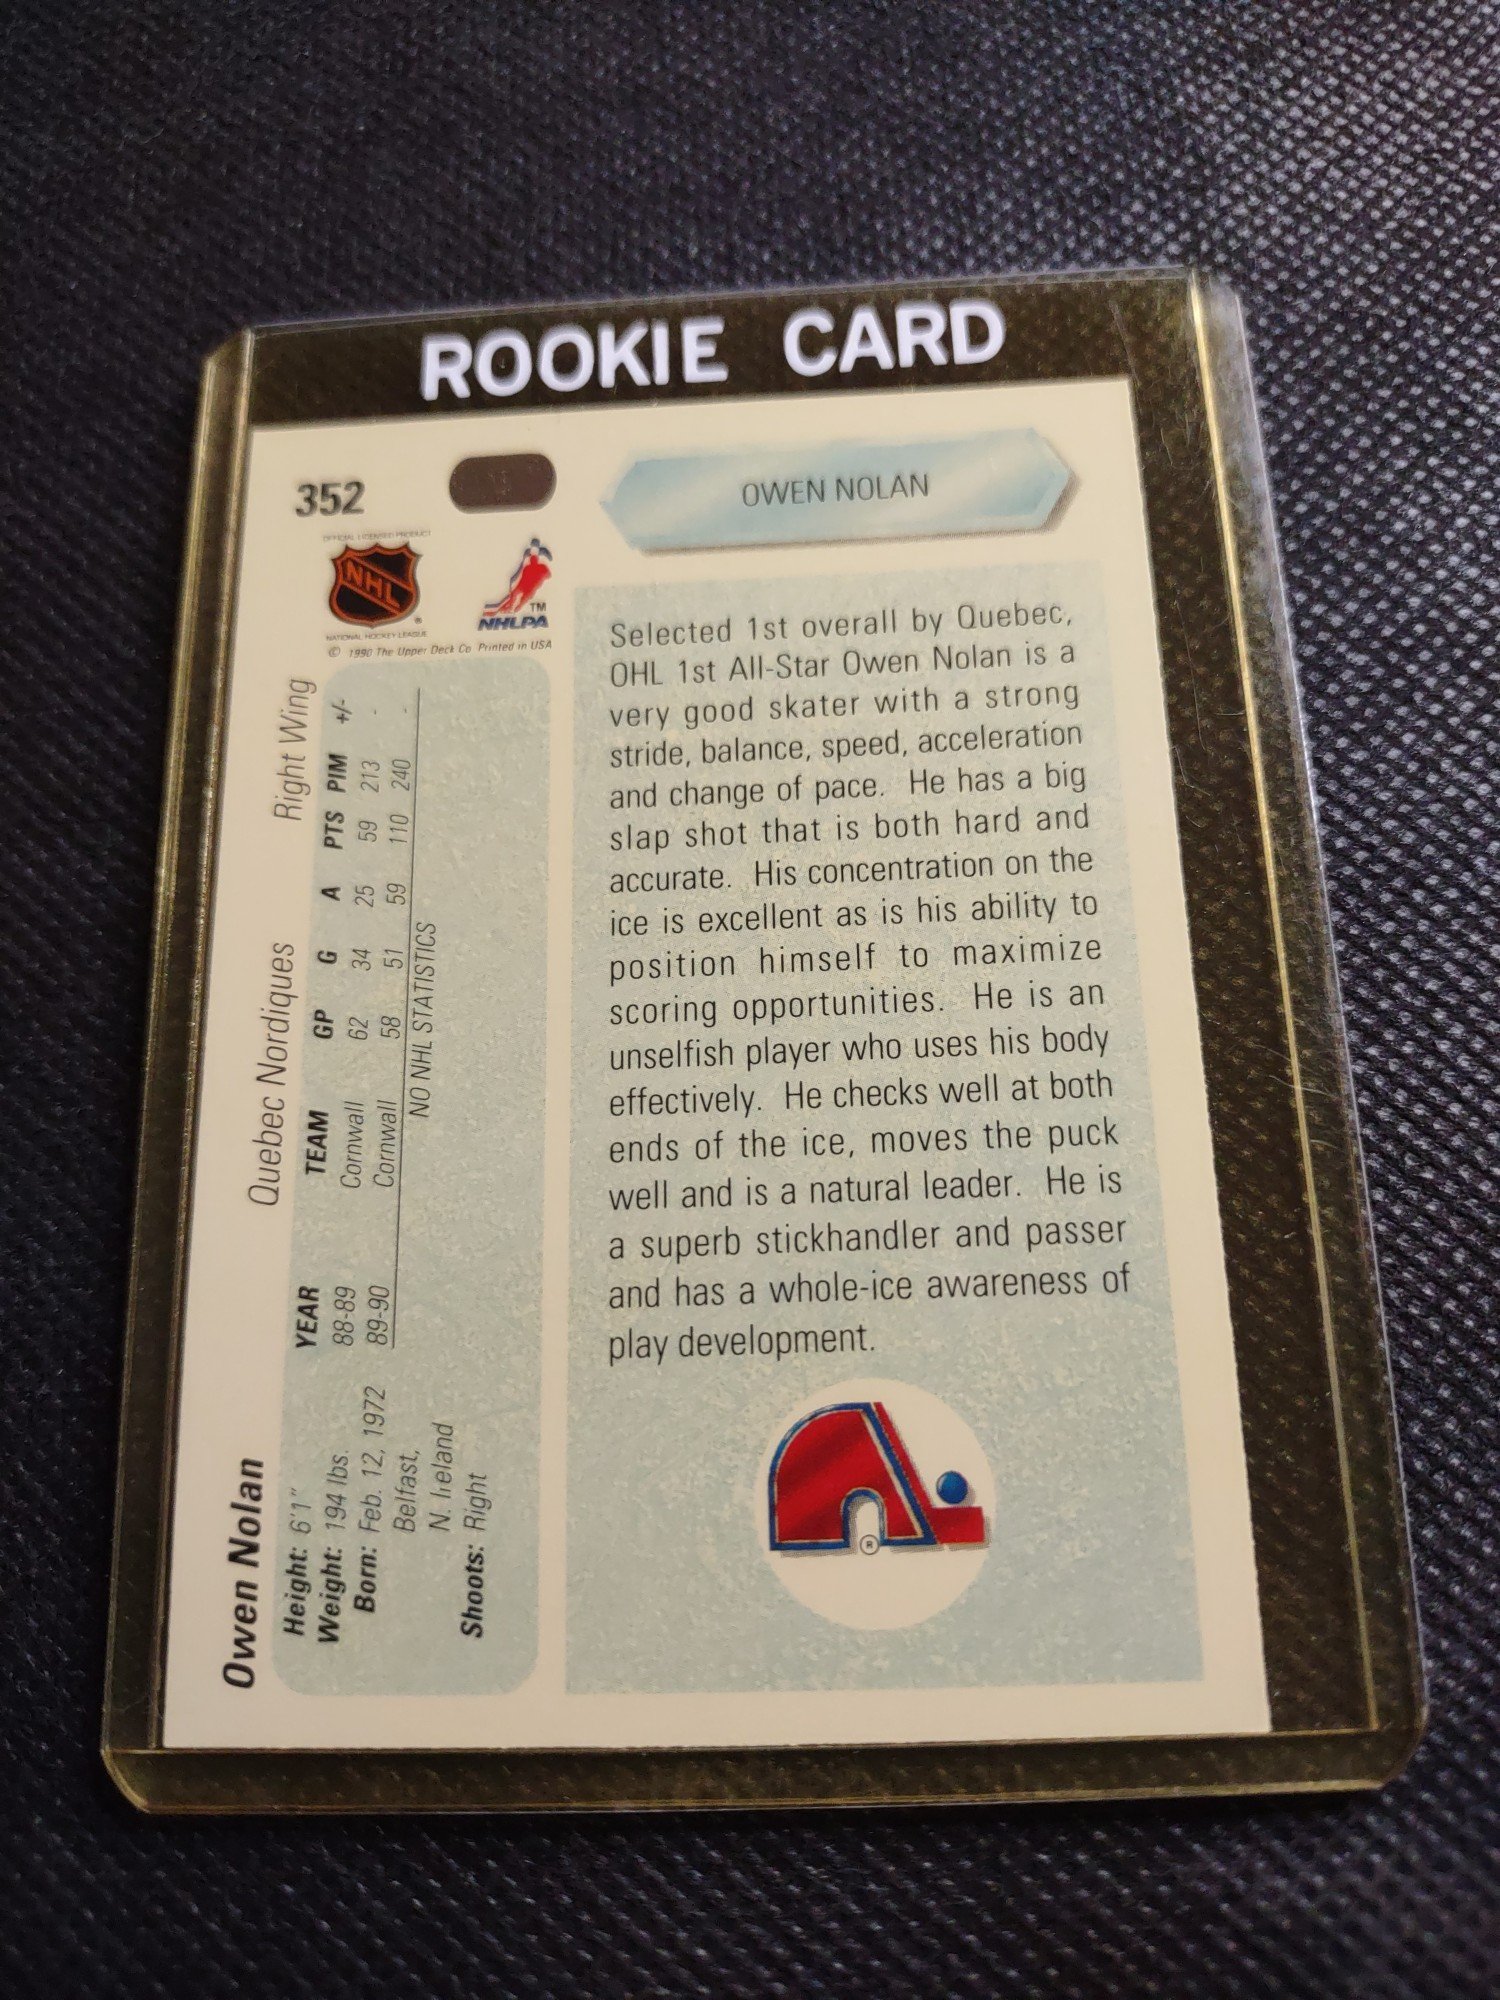 ROOKIE CARD
352
OWEN NOLAN
OFFICIAL LICENSED PRODUCT
NHL
®
NATIONAL HOCKEY LEAGUE
TM
NHLPA
© 1990 The Upper Deck Co. Printed in USA
Selected 1st overall by Quebec,
OHL 1st All-Star Owen Nolan is a
very good skater with a strong
stride, balance, speed, acceleration
and change of pace. He has a big
slap shot that is both hard and
accurate. His concentration on the
ice is excellent as is his ability to
position himself to maximize
scoring opportunities. He is an
unselfish player who uses his body
effectively. He checks well at both
ends of the ice, moves the puck
well and is a natural leader. He is
a superb stickhandler and passer
and has a whole-ice awareness of
play development.
®
Owen Nolan Quebec Nordiques Right Wing
Height: 6'1"
Weight: 194 lbs.
Born: Feb. 12, 1972
Belfast,
N. Ireland
Shoots: Right
YEAR TEAM GP G A PTS PIM +/-
88-89 Cornwall 62 34 25 59 213 -
89-90 Cornwall 58 51 59 110 240 -
NO NHL STATISTICS